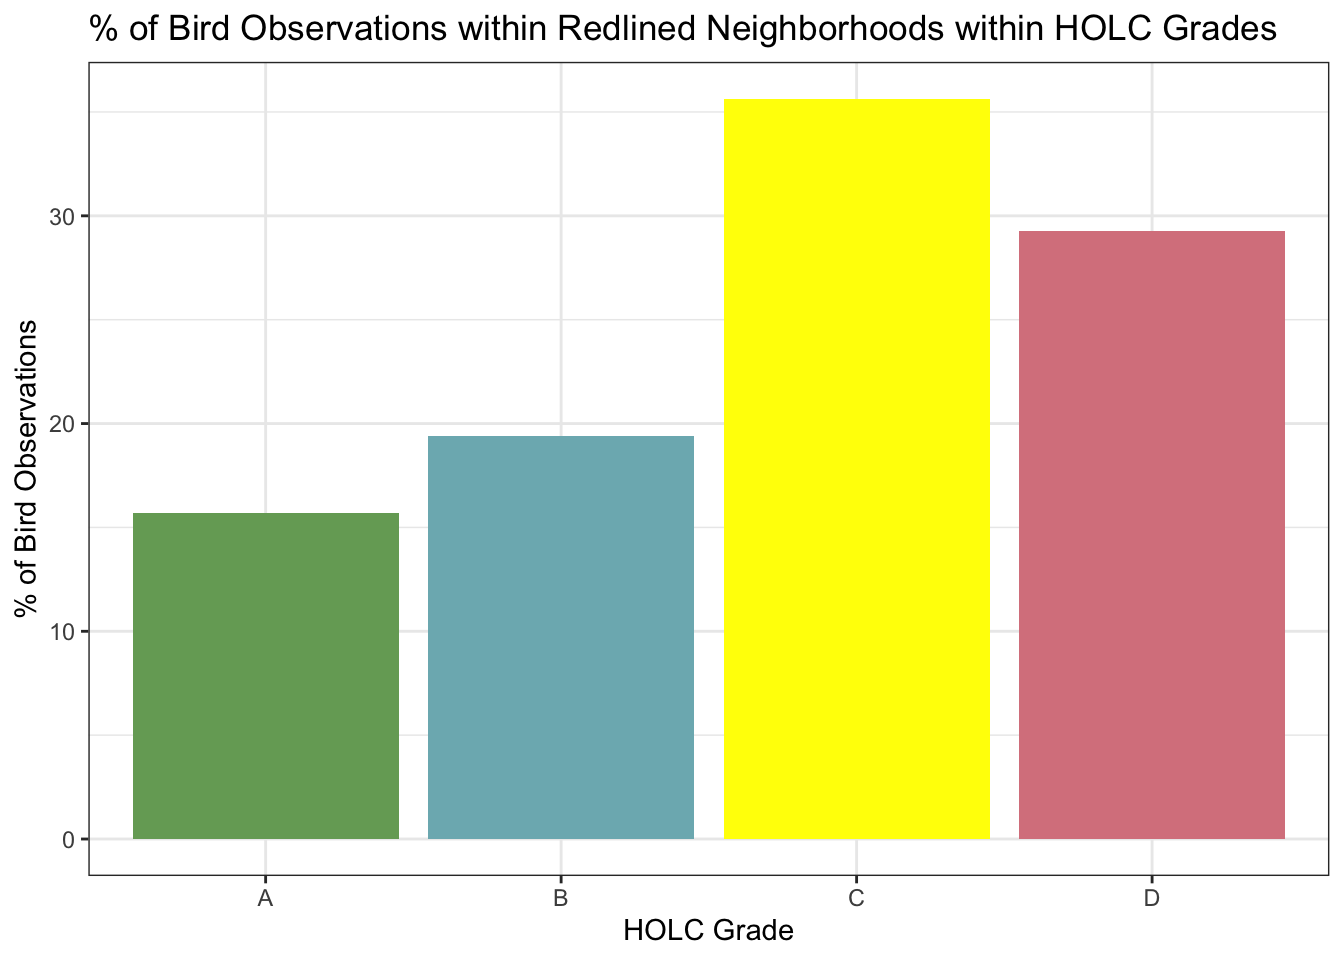 % of Bird Observations within Redlined Neighborhoods within HOLC Grades
% of Bird Observations
30
20
10
0
A B C D
HOLC Grade